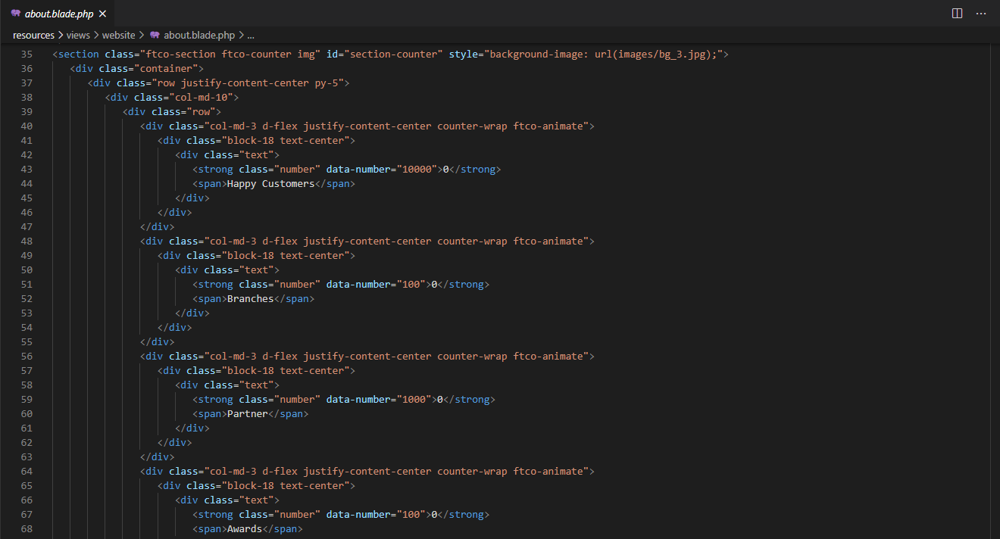 about.blade.php
resources > views > website > about.blade.php > ...
35 <section class="ftco-section ftco-counter img" id="section-counter" style="background-image: url(images/bg_3.jpg);">
36 <div class="container">
37 <div class="row justify-content-center py-5">
38 <div class="col-md-10">
39 <div class="row">
40 <div class="col-md-3 d-flex justify-content-center counter-wrap ftco-animate">
41 <div class="block-18 text-center">
42 <div class="text">
43 <strong class="number" data-number="10000">0</strong>
44 <span>Happy Customers</span>
45 </div>
46 </div>
47 </div>
48 <div class="col-md-3 d-flex justify-content-center counter-wrap ftco-animate">
49 <div class="block-18 text-center">
50 <div class="text">
51 <strong class="number" data-number="100">0</strong>
52 <span>Branches</span>
53 </div>
54 </div>
55 </div>
56 <div class="col-md-3 d-flex justify-content-center counter-wrap ftco-animate">
57 <div class="block-18 text-center">
58 <div class="text">
59 <strong class="number" data-number="1000">0</strong>
60 <span>Partner</span>
61 </div>
62 </div>
63 </div>
64 <div class="col-md-3 d-flex justify-content-center counter-wrap ftco-animate">
65 <div class="block-18 text-center">
66 <div class="text">
67 <strong class="number" data-number="100">0</strong>
68 <span>Awards</span>